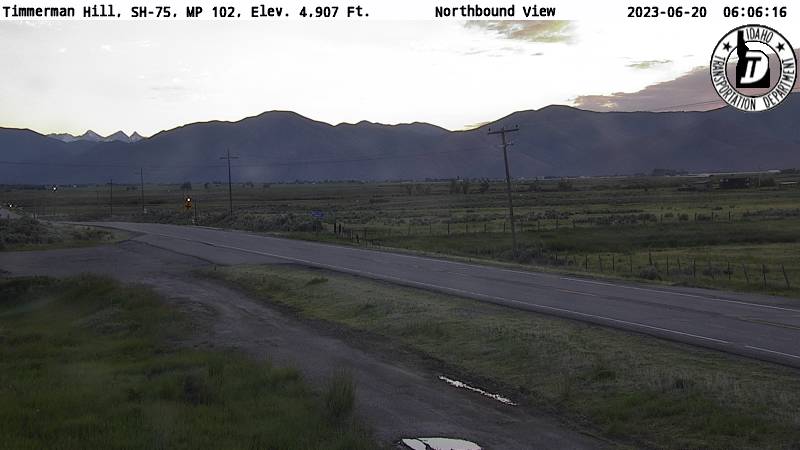 Timmerman Hill, SH-75, MP 102, Elev. 4,907 Ft. Northbound View 2023-06-20 06:06:16
IDAHO
TRANSPORTATION DEPARTMENT